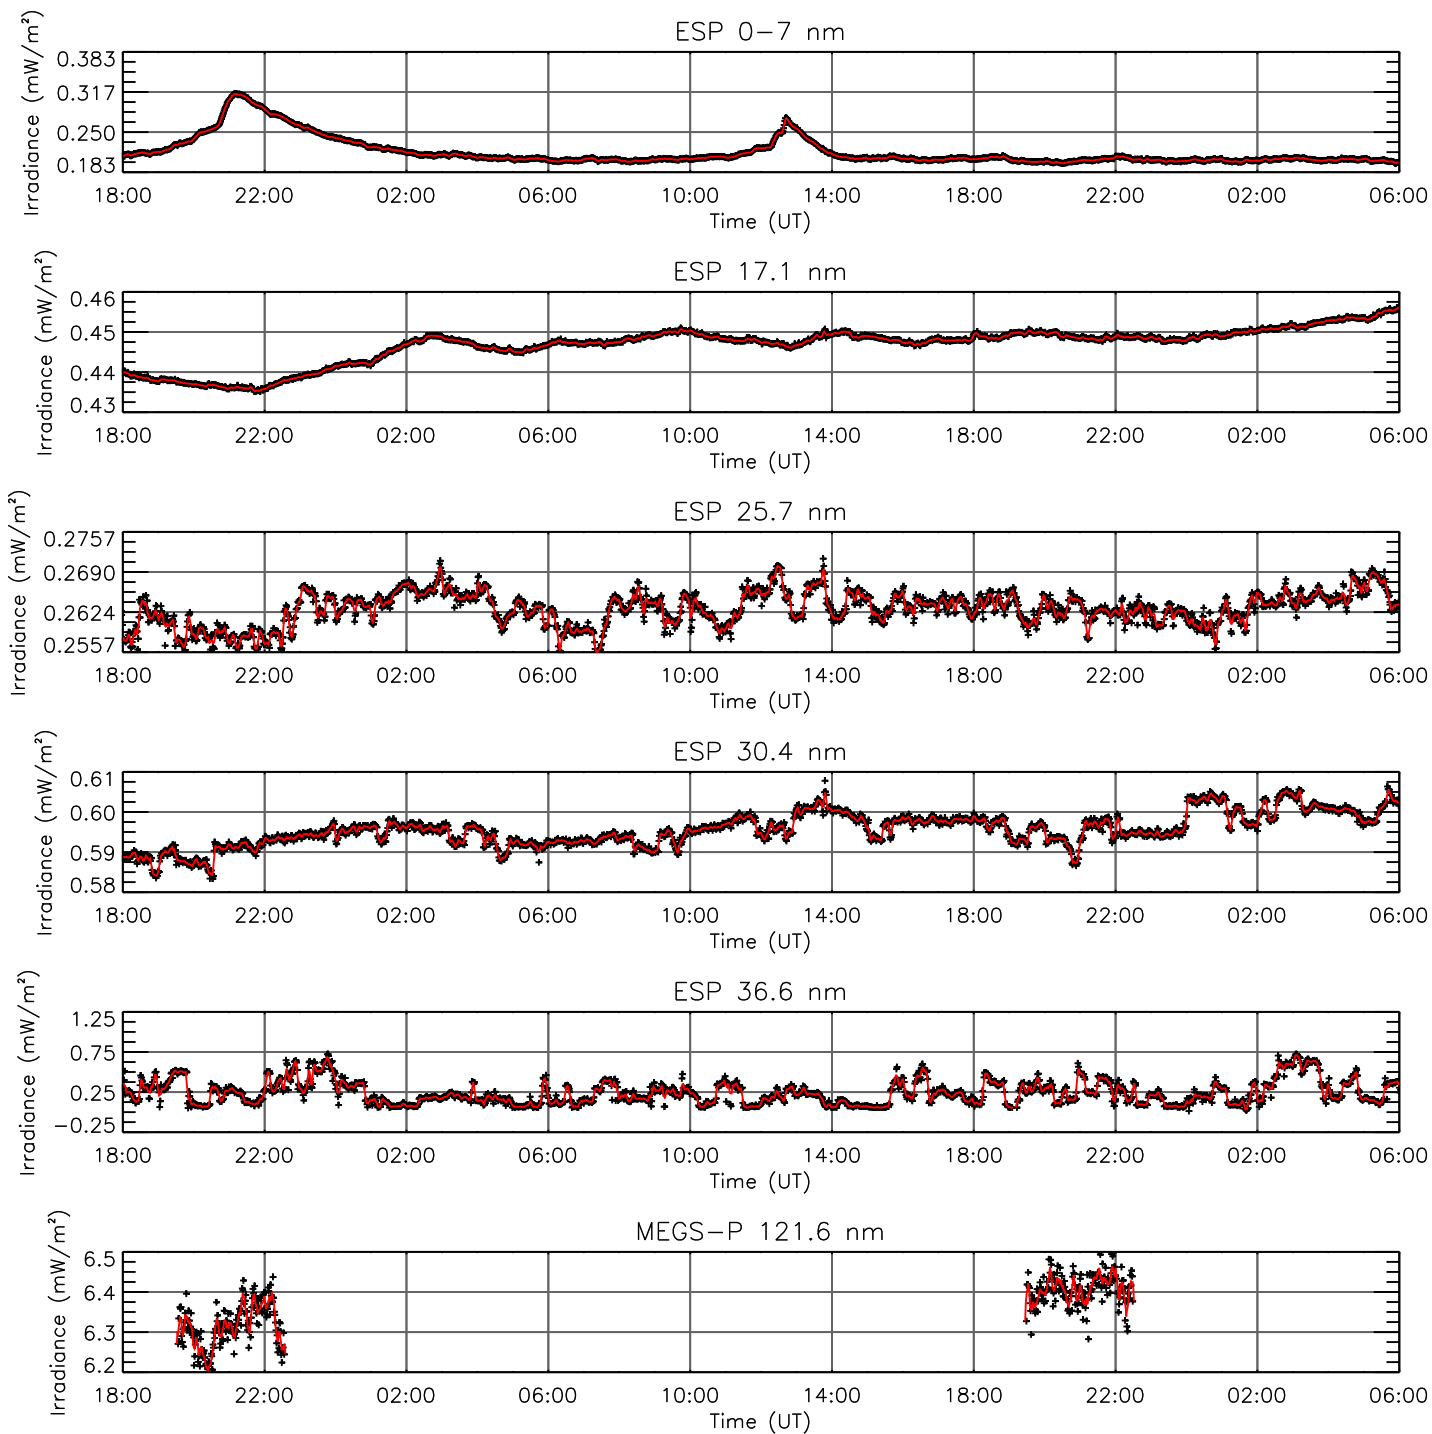 ESP 0-7 nm
Irradiance (mW/m²)
0.383
0.317
0.250
0.183
18:00 22:00 02:00 06:00 10:00 14:00 18:00 22:00 02:00 06:00
Time (UT)
ESP 17.1 nm
Irradiance (mW/m²)
0.46
0.45
0.44
0.43
18:00 22:00 02:00 06:00 10:00 14:00 18:00 22:00 02:00 06:00
Time (UT)
ESP 25.7 nm
Irradiance (mW/m²)
0.2757
0.2690
0.2624
0.2557
18:00 22:00 02:00 06:00 10:00 14:00 18:00 22:00 02:00 06:00
Time (UT)
ESP 30.4 nm
Irradiance (mW/m²)
0.61
0.60
0.59
0.58
18:00 22:00 02:00 06:00 10:00 14:00 18:00 22:00 02:00 06:00
Time (UT)
ESP 36.6 nm
Irradiance (mW/m²)
1.25
0.75
0.25
-0.25
18:00 22:00 02:00 06:00 10:00 14:00 18:00 22:00 02:00 06:00
Time (UT)
MEGS-P 121.6 nm
Irradiance (mW/m²)
6.5
6.4
6.3
6.2
18:00 22:00 02:00 06:00 10:00 14:00 18:00 22:00 02:00 06:00
Time (UT)